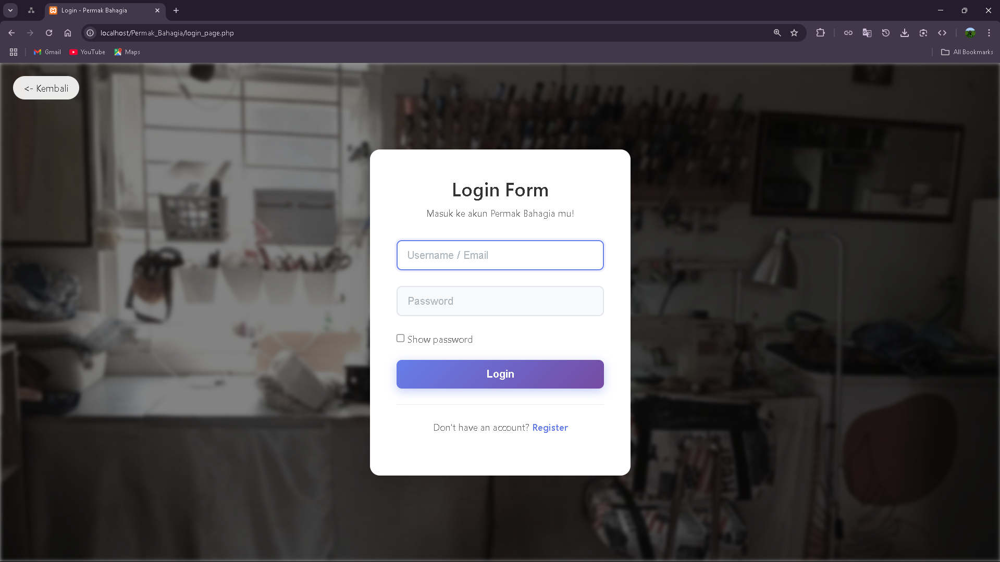 Login - Permak Bahagia
localhost/Permak_Bahagia/login_page.php
Gmail
YouTube
Maps
All Bookmarks
<- Kembali
Login Form
Masuk ke akun Permak Bahagia mu!
Username / Email
Password
Show password
Login
Don't have an account? Register